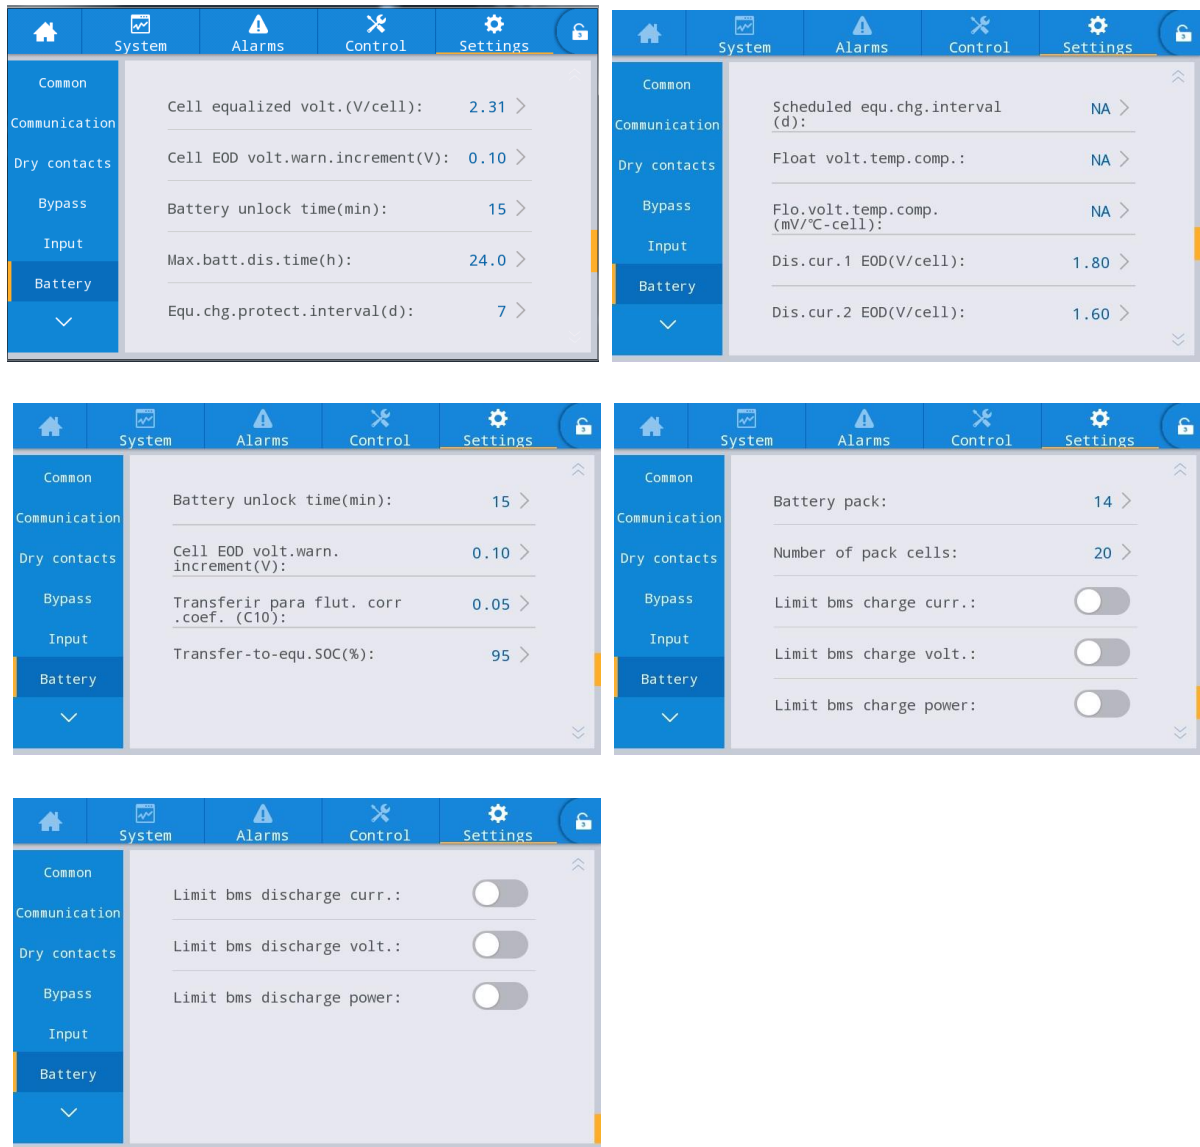 System
Alarms
Control
Settings
Common
Communication
Dry contacts
Bypass
Input
Battery
Cell equalized volt.(V/cell): 2.31
Cell EOD volt.warn.increment(V): 0.10
Battery unlock time(min): 15
Max.batt.dis.time(h): 24.0
Equ.chg.protect.interval(d): 7
System
Alarms
Control
Settings
Common
Communication
Dry contacts
Bypass
Input
Battery
Scheduled equ.chg.interval
(d): NA
Float volt.temp.comp.: NA
Flo.volt.temp.comp.
(mV/℃-cell): NA
Dis.cur.1 EOD(V/cell): 1.80
Dis.cur.2 EOD(V/cell): 1.60
System
Alarms
Control
Settings
Common
Communication
Dry contacts
Bypass
Input
Battery
Battery unlock time(min): 15
Cell EOD volt.warn.
increment(V): 0.10
Transferir para flut. corr
.coef. (C10): 0.05
Transfer-to-equ.SOC(%): 95
System
Alarms
Control
Settings
Common
Communication
Dry contacts
Bypass
Input
Battery
Battery pack: 14
Number of pack cells: 20
Limit bms charge curr.:
Limit bms charge volt.:
Limit bms charge power:
System
Alarms
Control
Settings
Common
Communication
Dry contacts
Bypass
Input
Battery
Limit bms discharge curr.:
Limit bms discharge volt.:
Limit bms discharge power: